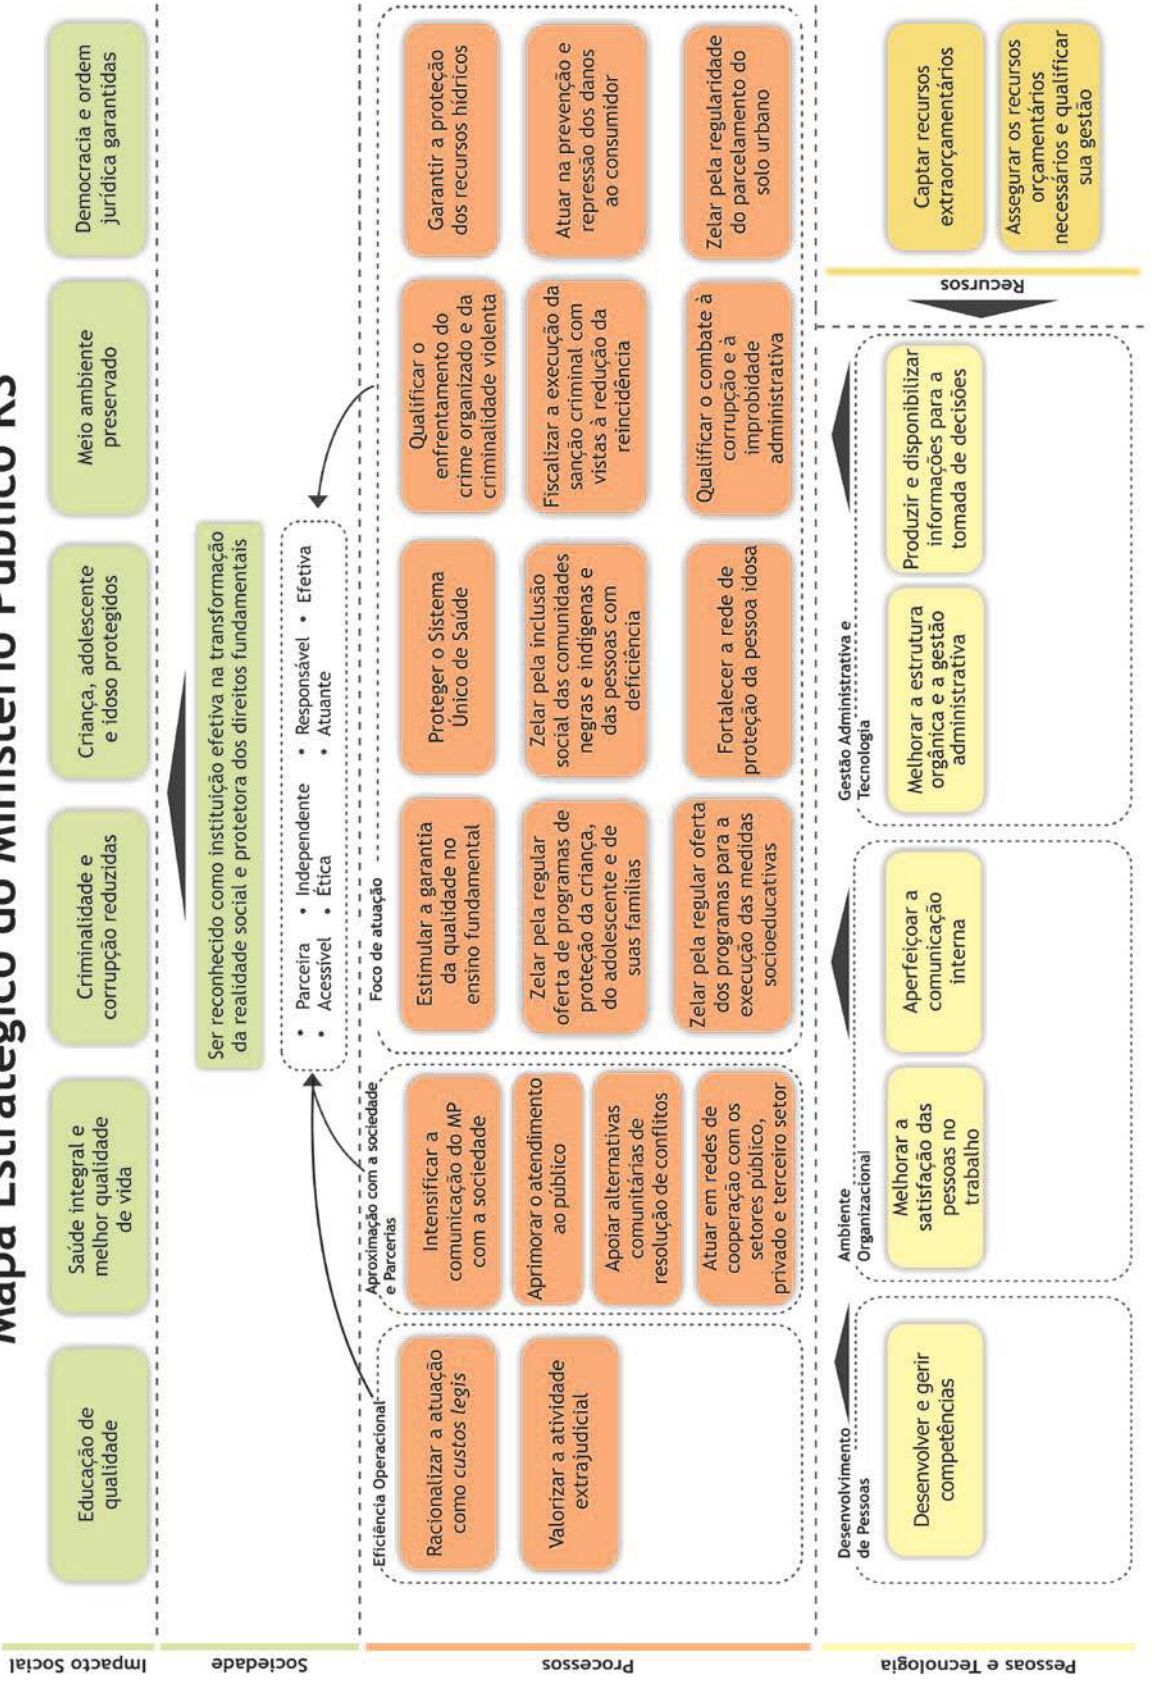 Mapa Estratégico do Ministério Público RS
Impacto Social
Educação de
qualidade
Saúde integral e
melhor qualidade
de vida
Criminalidade e
corrupção reduzidas
Criança, adolescente
e idoso protegidos
Meio ambiente
preservado
Democracia e ordem
jurídica garantidas
Sociedade
Ser reconhecido como instituição efetiva na transformação
da realidade social e protetora dos direitos fundamentais
• Parceira • Independente • Responsável • Efetiva
• Acessível • Ética • Atuante
Processos
Eficiência Operacional
Racionalizar a atuação
como custos legis
Valorizar a atividade
extrajudicial
Aproximação com a sociedade
e Parcerias
Intensificar a
comunicação do MP
com a sociedade
Aprimorar o atendimento
ao público
Apoiar alternativas
comunitárias de
resolução de conflitos
Atuar em redes de
cooperação com os
setores público,
privado e terceiro setor
Foco de atuação
Estimular a garantia
da qualidade no
ensino fundamental
Zelar pela regular
oferta de programas de
proteção da criança,
do adolescente e de
suas famílias
Zelar pela regular oferta
dos programas para a
execução das medidas
socioeducativas
Proteger o Sistema
Único de Saúde
Zelar pela inclusão
social das comunidades
negras e indígenas e
das pessoas com
deficiência
Fortalecer a rede de
proteção da pessoa idosa
Qualificar o
enfrentamento do
crime organizado e da
criminalidade violenta
Fiscalizar a execução da
sanção criminal com
vistas à redução da
reincidência
Qualificar o combate à
corrupção e à
improbidade
administrativa
Garantir a proteção
dos recursos hídricos
Atuar na prevenção e
repressão dos danos
ao consumidor
Zelar pela regularidade
do parcelamento do
solo urbano
Pessoas e Tecnologia
Desenvolvimento
de Pessoas
Desenvolver e gerir
competências
Ambiente
Organizacional
Melhorar a
satisfação das
pessoas no
trabalho
Aperfeiçoar a
comunicação
interna
Gestão Administrativa e
Tecnologia
Melhorar a estrutura
orgânica e a gestão
administrativa
Produzir e disponibilizar
informações para a
tomada de decisões
Recursos
Captar recursos
extraorçamentários
Assegurar os recursos
orçamentários
necessários e qualificar
sua gestão